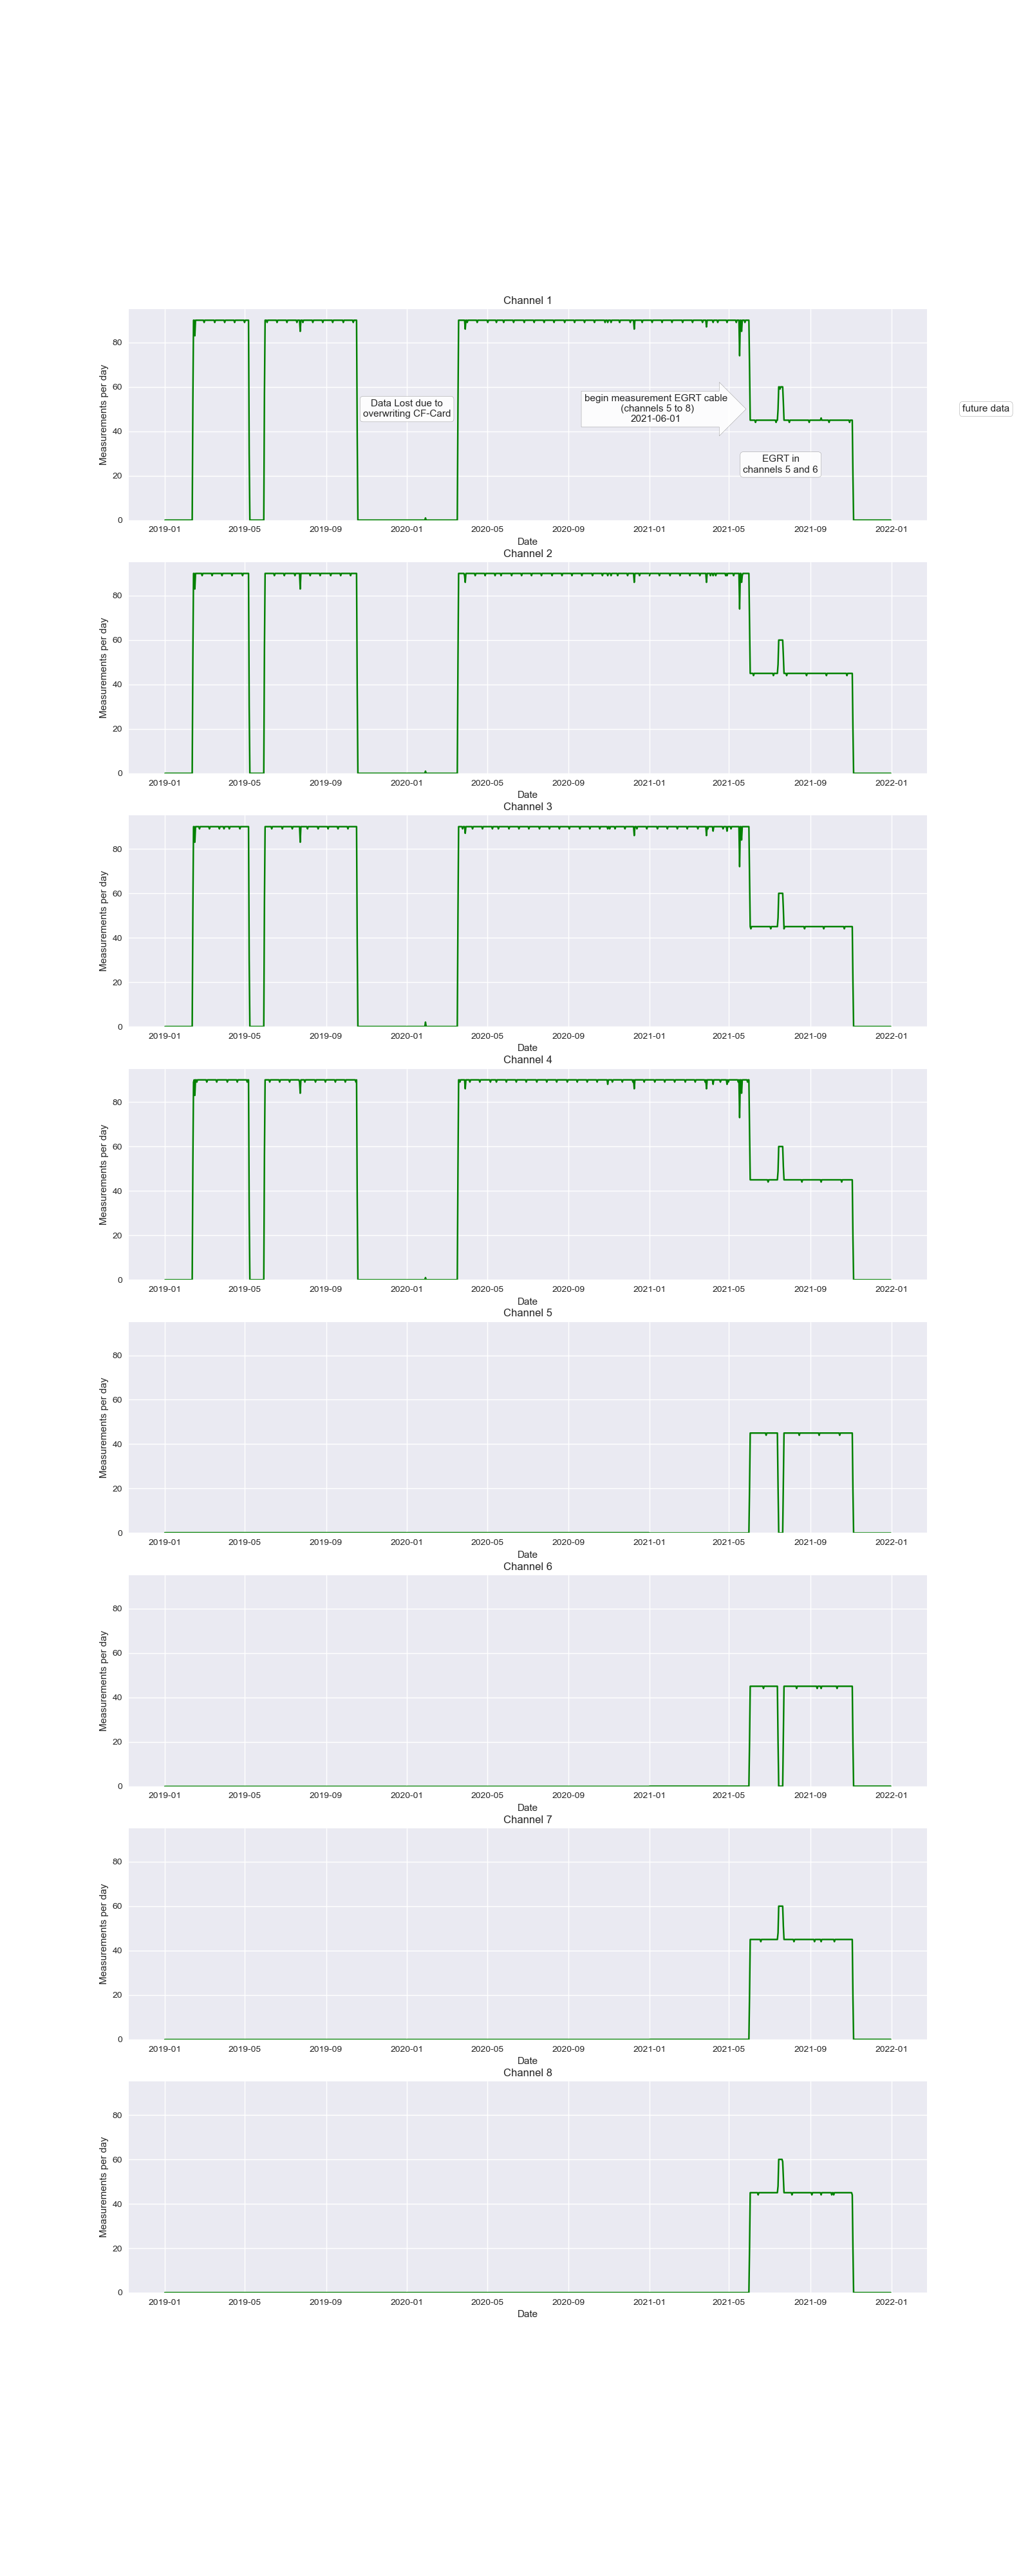 Channel 1
Measurements per day
80
60
40
20
0
Data Lost due to
overwriting CF-Card
begin measurement EGRT cable
(channels 5 to 8)
2021-06-01
EGRT in
channels 5 and 6
future data
2019-01 2019-05 2019-09 2020-01 2020-05 2020-09 2021-01 2021-05 2021-09 2022-01
Date
Channel 2
Measurements per day
80
60
40
20
0
2019-01 2019-05 2019-09 2020-01 2020-05 2020-09 2021-01 2021-05 2021-09 2022-01
Date
Channel 3
Measurements per day
80
60
40
20
0
2019-01 2019-05 2019-09 2020-01 2020-05 2020-09 2021-01 2021-05 2021-09 2022-01
Date
Channel 4
Measurements per day
80
60
40
20
0
2019-01 2019-05 2019-09 2020-01 2020-05 2020-09 2021-01 2021-05 2021-09 2022-01
Date
Channel 5
Measurements per day
80
60
40
20
0
2019-01 2019-05 2019-09 2020-01 2020-05 2020-09 2021-01 2021-05 2021-09 2022-01
Date
Channel 6
Measurements per day
80
60
40
20
0
2019-01 2019-05 2019-09 2020-01 2020-05 2020-09 2021-01 2021-05 2021-09 2022-01
Date
Channel 7
Measurements per day
80
60
40
20
0
2019-01 2019-05 2019-09 2020-01 2020-05 2020-09 2021-01 2021-05 2021-09 2022-01
Date
Channel 8
Measurements per day
80
60
40
20
0
2019-01 2019-05 2019-09 2020-01 2020-05 2020-09 2021-01 2021-05 2021-09 2022-01
Date